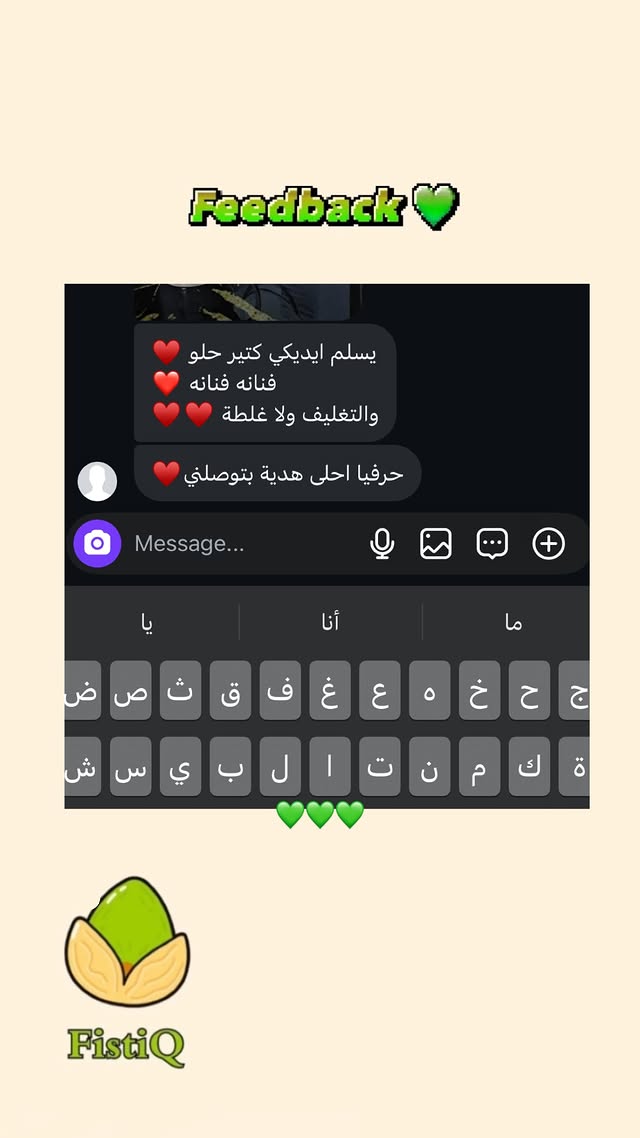 Feedback💚
يسلم ايديكي كتير حلو ♥️
فنانه فنانه ❤️
والتغليف ولا غلطة ♥️♥️
حرفيا احلى هدية بتوصلني♥️
Message...
يا أنا ما
ض ص ث ق ف غ ع ه خ ح ج
ش س ي ب ل ا ت ن م ك ة
💚💚💚
FistiQ